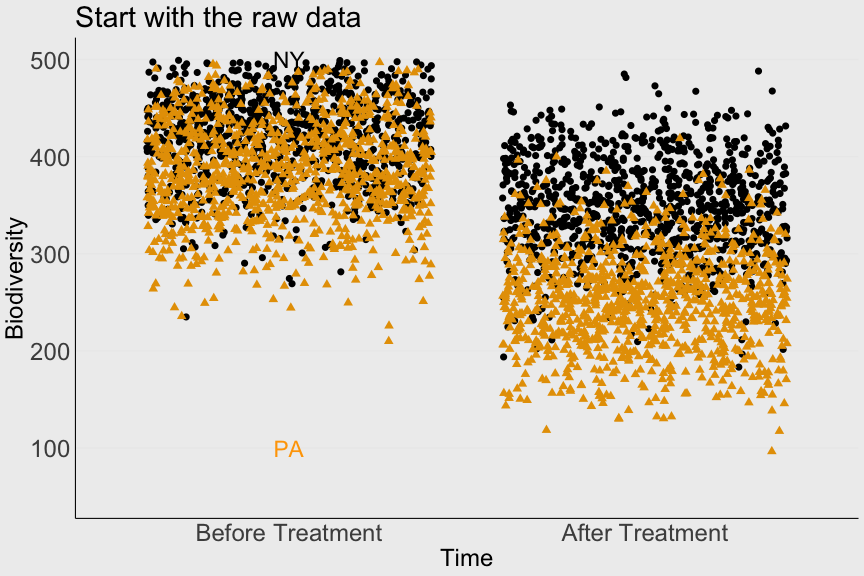 Start with the raw data
NY
500
400
300
200
100
PA
Biodiversity
Before Treatment
After Treatment
Time